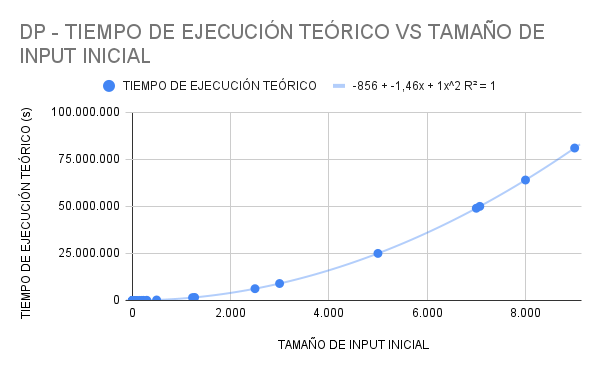 DP - TIEMPO DE EJECUCIÓN TEÓRICO VS TAMAÑO DE
INPUT INICIAL
TIEMPO DE EJECUCIÓN TEÓRICO
-856 + -1,46x + 1x^2 R² = 1
TIEMPO DE EJECUCIÓN TEÓRICO (s)
100.000.000
75.000.000
50.000.000
25.000.000
0
0
2.000
4.000
6.000
8.000
TAMAÑO DE INPUT INICIAL